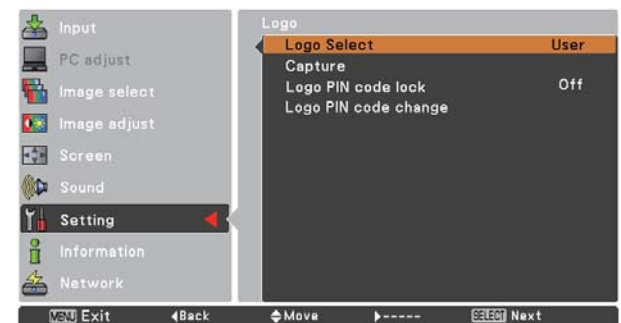 Input
PC adjust
Image select
Image adjust
Screen
Sound
Setting
Information
Network
Logo
Logo Select User
Capture
Logo PIN code lock Off
Logo PIN code change
MENU Exit Back Move ----- SELECT Next